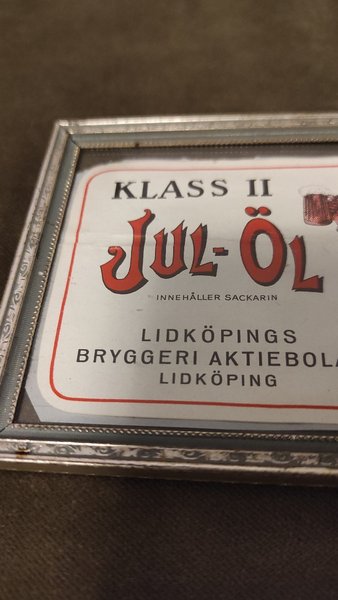 KLASS II
JUL-ÖL
INNEHÅLLER SACKARIN
LIDKÖPINGS
BRYGGERI AKTIEBOLA
LIDKÖPING